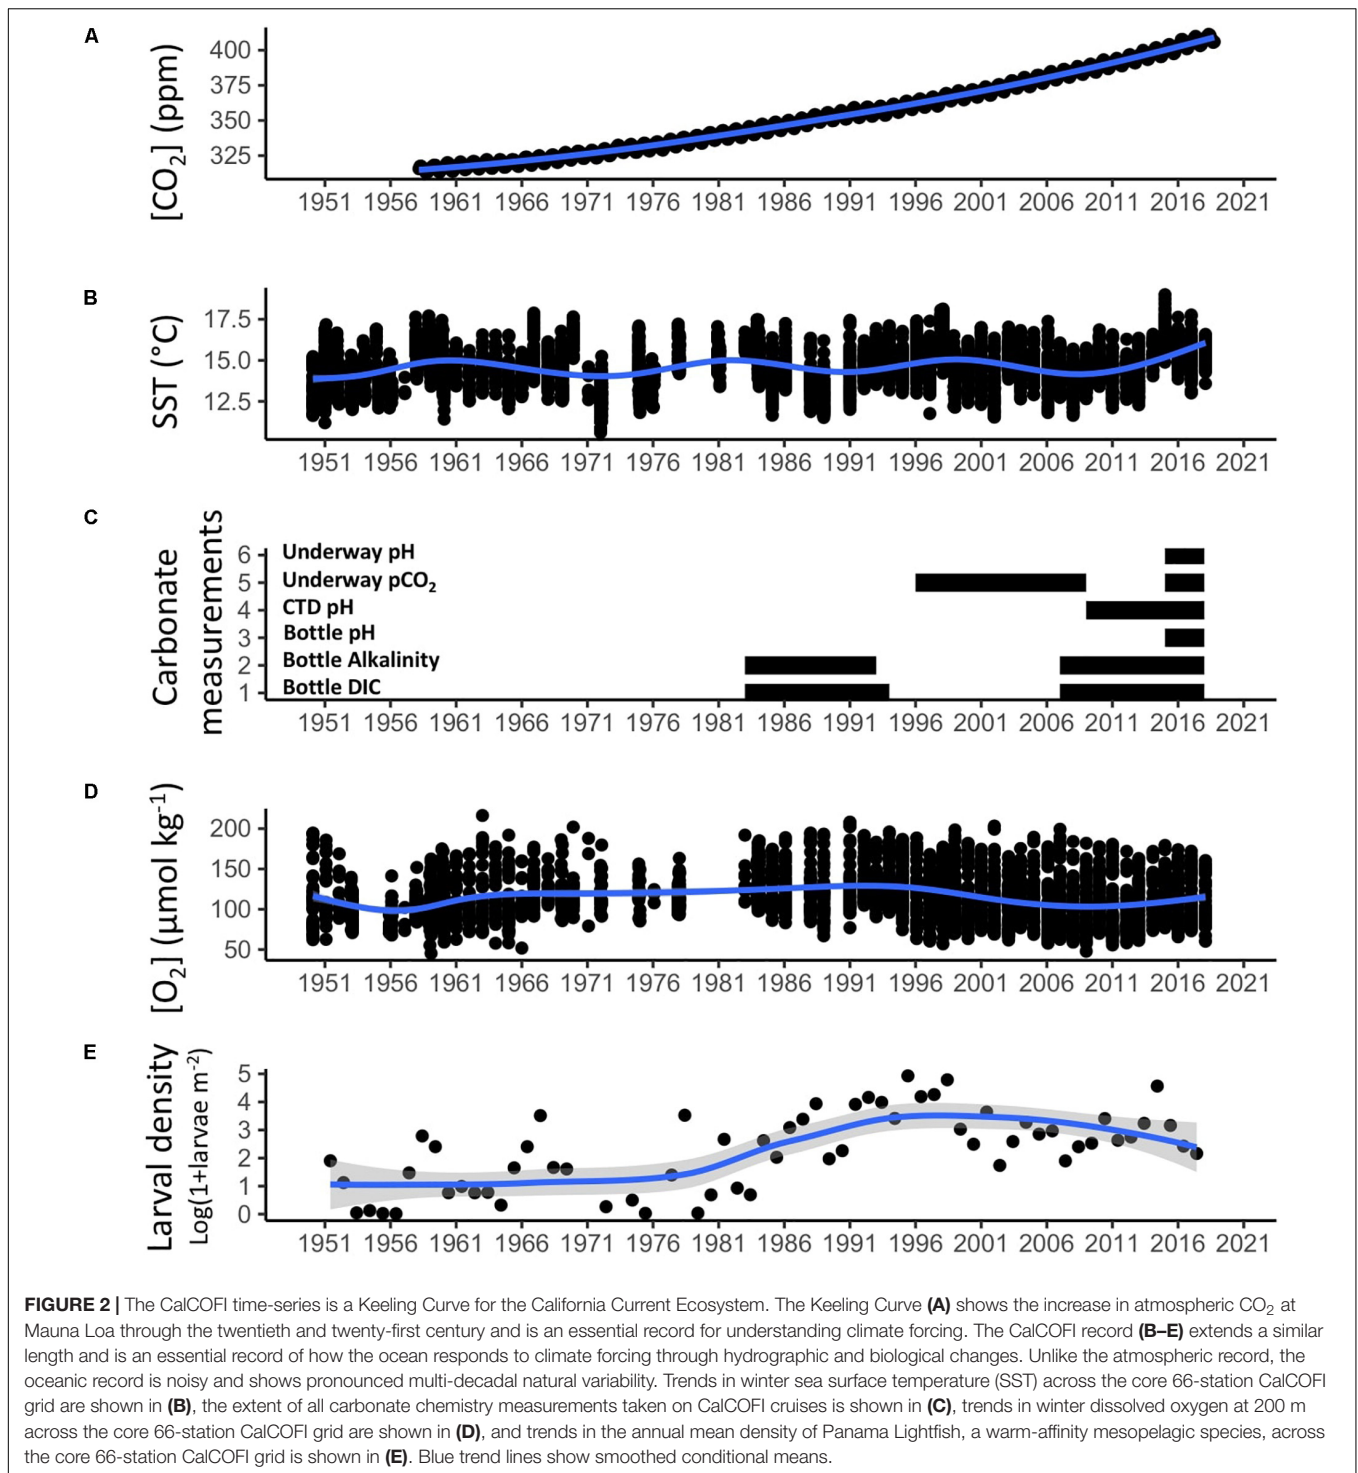 A
[CO2] (ppm)
400
375
350
325
1951 1956 1961 1966 1971 1976 1981 1986 1991 1996 2001 2006 2011 2016 2021
B
SST (°C)
17.5
15.0
12.5
1951 1956 1961 1966 1971 1976 1981 1986 1991 1996 2001 2006 2011 2016 2021
C
Carbonate
measurements
6 Underway pH
5 Underway pCO2
4 CTD pH
3 Bottle pH
2 Bottle Alkalinity
1 Bottle DIC
1951 1956 1961 1966 1971 1976 1981 1986 1991 1996 2001 2006 2011 2016 2021
D
[O2] (µmol kg-1)
200
150
100
50
1951 1956 1961 1966 1971 1976 1981 1986 1991 1996 2001 2006 2011 2016 2021
E
Larval density
Log(1+larvae m-2)
5
4
3
2
1
0
1951 1956 1961 1966 1971 1976 1981 1986 1991 1996 2001 2006 2011 2016 2021
FIGURE 2 | The CalCOFI time-series is a Keeling Curve for the California Current Ecosystem. The Keeling Curve (A) shows the increase in atmospheric CO2 at
Mauna Loa through the twentieth and twenty-first century and is an essential record for understanding climate forcing. The CalCOFI record (B–E) extends a similar
length and is an essential record of how the ocean responds to climate forcing through hydrographic and biological changes. Unlike the atmospheric record, the
oceanic record is noisy and shows pronounced multi-decadal natural variability. Trends in winter sea surface temperature (SST) across the core 66-station CalCOFI
grid are shown in (B), the extent of all carbonate chemistry measurements taken on CalCOFI cruises is shown in (C), trends in winter dissolved oxygen at 200 m
across the core 66-station CalCOFI grid are shown in (D), and trends in the annual mean density of Panama Lightfish, a warm-affinity mesopelagic species, across
the core 66-station CalCOFI grid is shown in (E). Blue trend lines show smoothed conditional means.